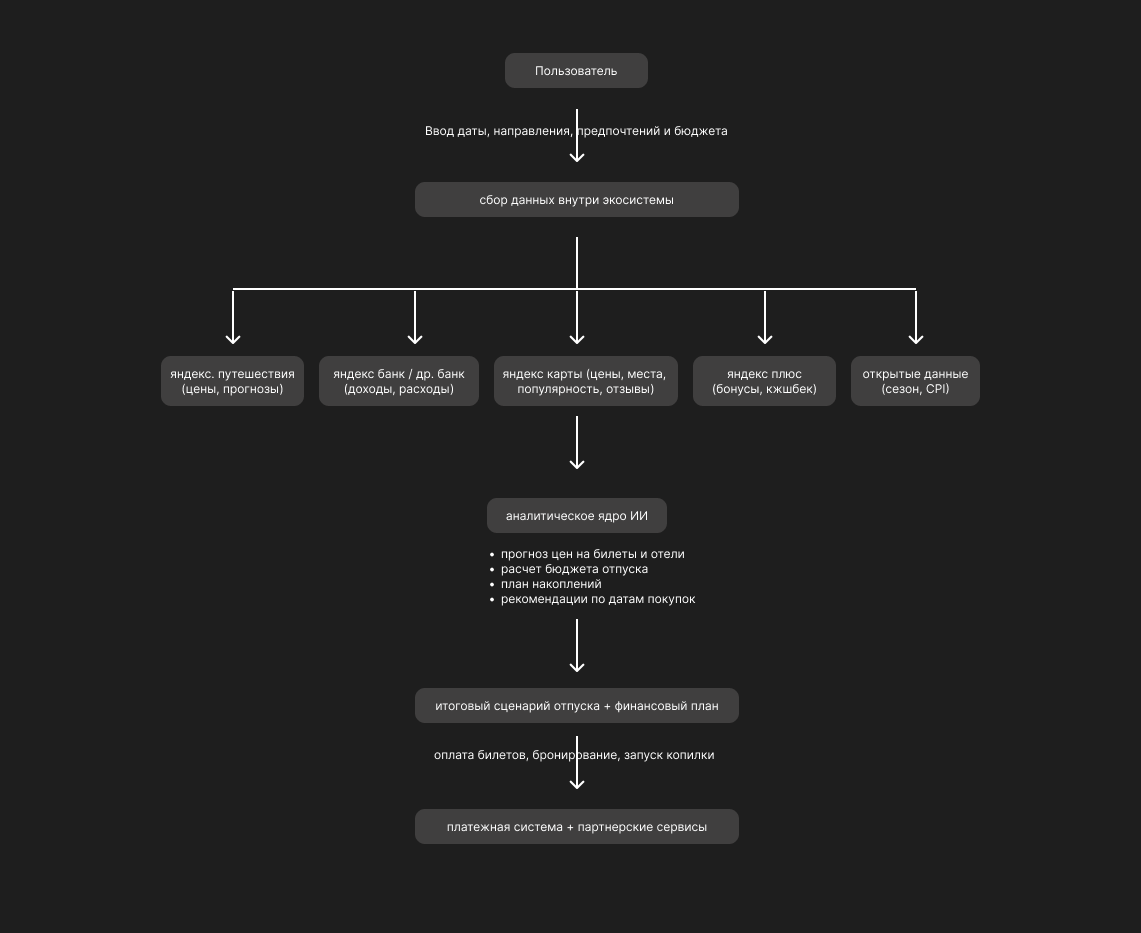 Пользователь
Ввод даты, направления, предпочтений и бюджета
сбор данных внутри экосистемы
яндекс. путешествия
(цены, прогнозы)
яндекс банк / др. банк
(доходы, расходы)
яндекс карты (цены, места,
популярность, отзывы)
яндекс плюс
(бонусы, кжшбек)
открытые данные
(сезон, CPI)
аналитическое ядро ИИ
• прогноз цен на билеты и отели
• расчет бюджета отпуска
• план накоплений
• рекомендации по датам покупок
итоговый сценарий отпуска + финансовый план
оплата билетов, бронирование, запуск копилки
платежная система + партнерские сервисы